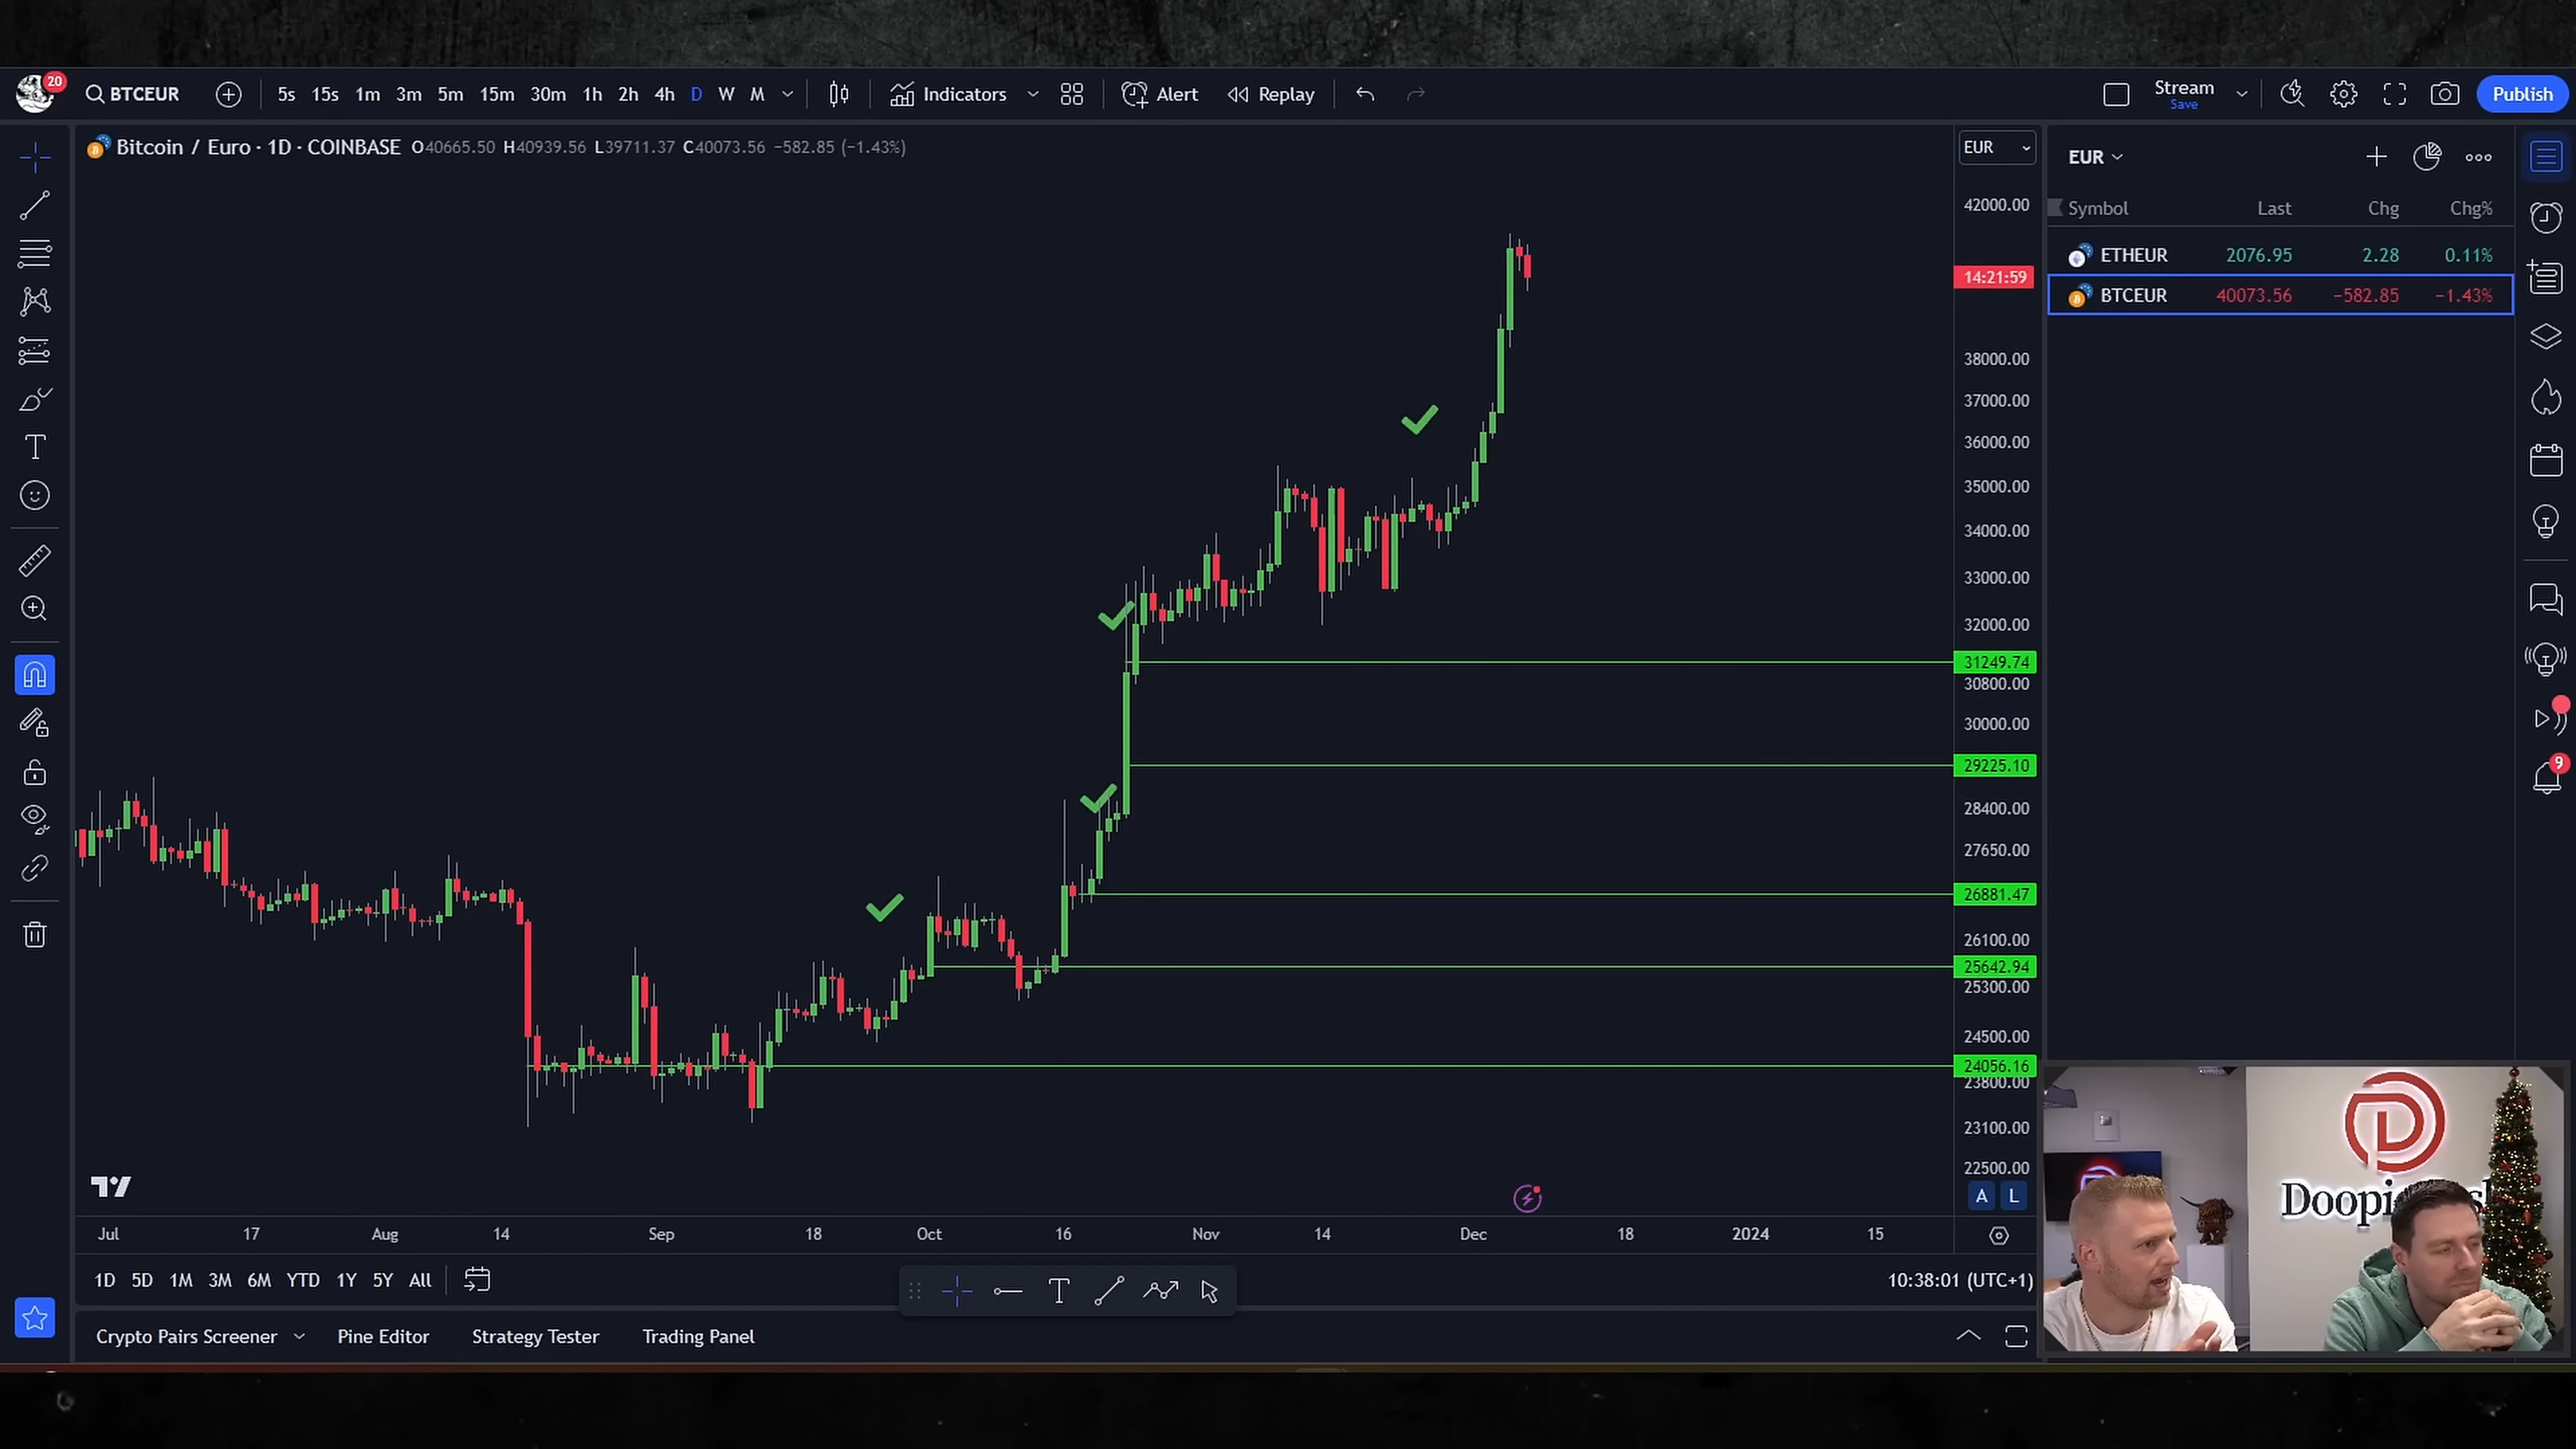 20
BTCEUR 5s 15s 1m 3m 5m 15m 30m 1h 2h 4h D W M Indicators Alert Replay Stream Save Publish
Bitcoin / Euro · 1D · COINBASE O40665.50 H40939.56 L39711.37 C40073.56 −582.85 (−1.43%)
EUR
42000.00
14:21:59
38000.00
37000.00
36000.00
35000.00
34000.00
33000.00
32000.00
31249.74
30800.00
30000.00
29225.10
28400.00
27650.00
26881.47
26100.00
25642.94
25300.00
24500.00
24056.16
23800.00
23100.00
22500.00
A L
EUR
Symbol Last Chg Chg%
ETHEUR 2076.95 2.28 0.11%
BTCEUR 40073.56 −582.85 −1.43%
9
Jul 17 Aug 14 Sep 18 Oct 16 Nov 14 Dec 18 2024 15
1D 5D 1M 3M 6M YTD 1Y 5Y All
10:38:01 (UTC+1)
Crypto Pairs Screener Pine Editor Strategy Tester Trading Panel